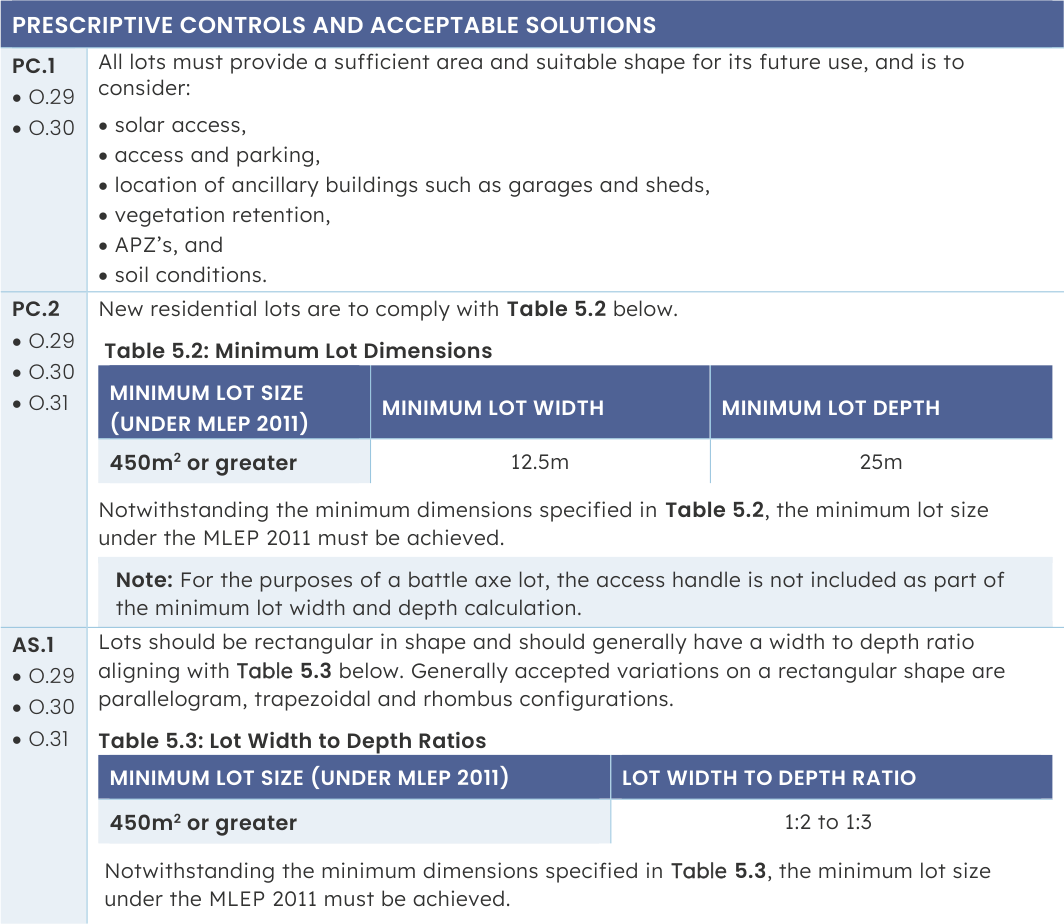 PRESCRIPTIVE CONTROLS AND ACCEPTABLE SOLUTIONS
PC.1
• O.29
• O.30
All lots must provide a sufficient area and suitable shape for its future use, and is to
consider:
• solar access,
• access and parking,
• location of ancillary buildings such as garages and sheds,
• vegetation retention,
• APZ’s, and
• soil conditions.
PC.2
• O.29
• O.30
• O.31
New residential lots are to comply with Table 5.2 below.
Table 5.2: Minimum Lot Dimensions
MINIMUM LOT SIZE
(UNDER MLEP 2011)
MINIMUM LOT WIDTH
MINIMUM LOT DEPTH
450m² or greater
12.5m
25m
Notwithstanding the minimum dimensions specified in Table 5.2, the minimum lot size
under the MLEP 2011 must be achieved.
Note: For the purposes of a battle axe lot, the access handle is not included as part of
the minimum lot width and depth calculation.
AS.1
• O.29
• O.30
• O.31
Lots should be rectangular in shape and should generally have a width to depth ratio
aligning with Table 5.3 below. Generally accepted variations on a rectangular shape are
parallelogram, trapezoidal and rhombus configurations.
Table 5.3: Lot Width to Depth Ratios
MINIMUM LOT SIZE (UNDER MLEP 2011)
LOT WIDTH TO DEPTH RATIO
450m² or greater
1:2 to 1:3
Notwithstanding the minimum dimensions specified in Table 5.3, the minimum lot size
under the MLEP 2011 must be achieved.